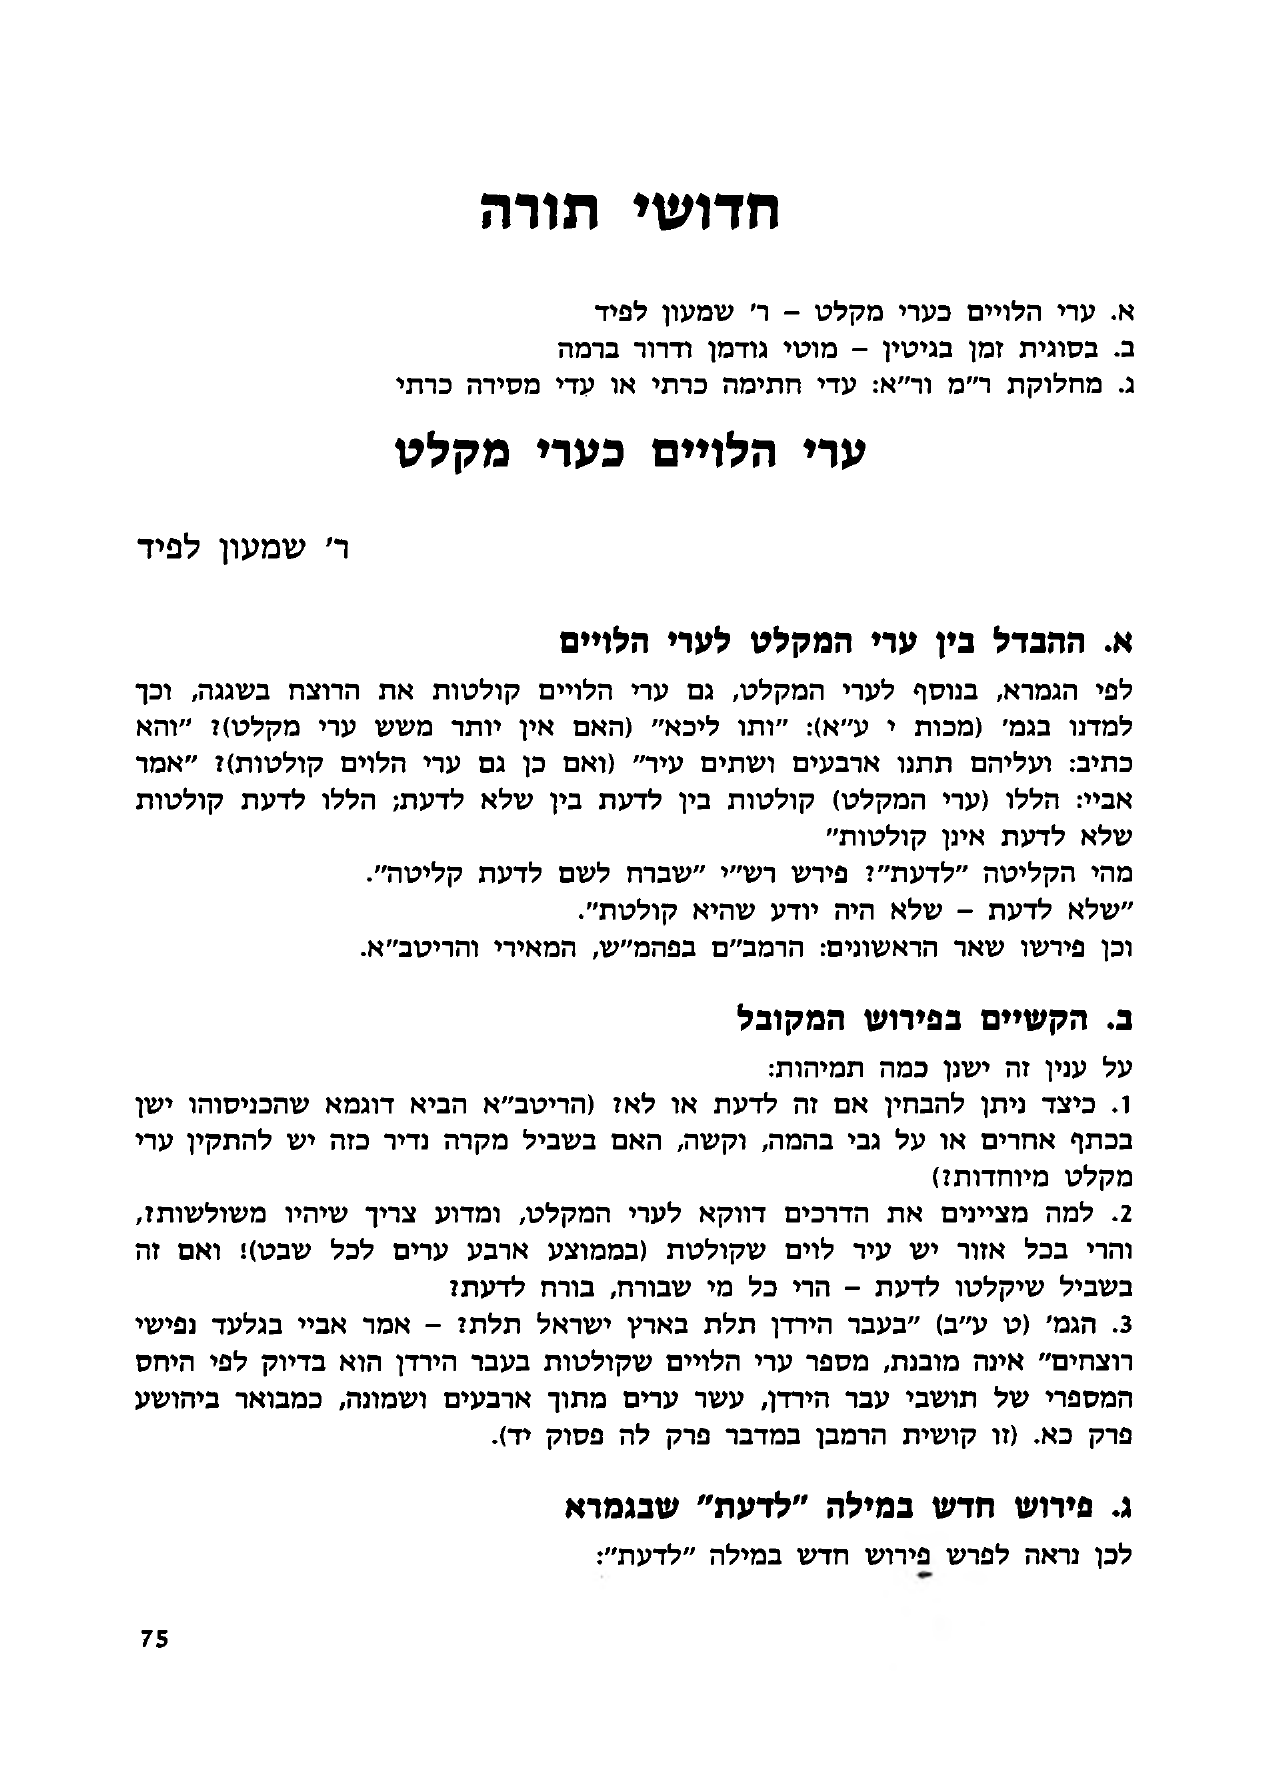 חדושי תורה
א. ערי הלויים כערי מקלט – ר׳ שמעון לפיד
ב. בסוגית זמן בגיטין – מוטי גודמן ודרור ברמה
ג. מחלוקת ר״מ ור״א: עדי חתימה כרתי או עדי מסירה כרתי
ערי הלויים כערי מקלט
ר׳ שמעון לפיד
א. ההבדל בין ערי המקלט לערי הלויים
לפי הגמרא, בנוסף לערי המקלט, גם ערי הלויים קולטות את הרוצח בשגגה, וכך
למדנו בגמ׳ (מכות י ע״א): ״ותו ליכא״ (האם אין יותר משש ערי מקלט)? ״והא
כתיב: ועליהם תתנו ארבעים ושתים עיר״ (ואם כן גם ערי הלוים קולטות)? ״אמר
אביי: הללו (ערי המקלט) קולטות בין לדעת בין שלא לדעת; הללו לדעת קולטות
שלא לדעת אינן קולטות״
מהי הקליטה ״לדעת״? פירש רש״י ״שברח לשם לדעת קליטה״.
״שלא לדעת – שלא היה יודע שהיא קולטת״.
וכן פירשו שאר הראשונים: הרמב״ם בפהמ״ש, המאירי והריטב״א.
ב. הקשיים בפירוש המקובל
על ענין זה ישנן כמה תמיהות:
1. כיצד ניתן להבחין אם זה לדעת או לא? (הריטב״א הביא דוגמא שהכניסוהו ישן
בכתף אחרים או על גבי בהמה, וקשה, האם בשביל מקרה נדיר כזה יש להתקין ערי
מקלט מיוחדות?)
2. למה מציינים את הדרכים דווקא לערי המקלט, ומדוע צריך שיהיו משולשות?,
והרי בכל אזור יש עיר לוים שקולטת (בממוצע ארבע ערים לכל שבט)! ואם זה
בשביל שיקלטו לדעת – הרי כל מי שבורח, בורח לדעת?
3. הגמ׳ (ט ע״ב) ״בעבר הירדן תלת בארץ ישראל תלת? – אמר אביי בגלעד נפישי
רוצחים״ אינה מובנת, מספר ערי הלויים שקולטות בעבר הירדן הוא בדיוק לפי היחס
המספרי של תושבי עבר הירדן, עשר ערים מתוך ארבעים ושמונה, כמבואר ביהושע
פרק כא. (זו קושית הרמבן במדבר פרק לה פסוק יד).
ג. פירוש חדש במילה ״לדעת״ שבגמרא
לכן נראה לפרש פירוש חדש במילה ״לדעת״:
75